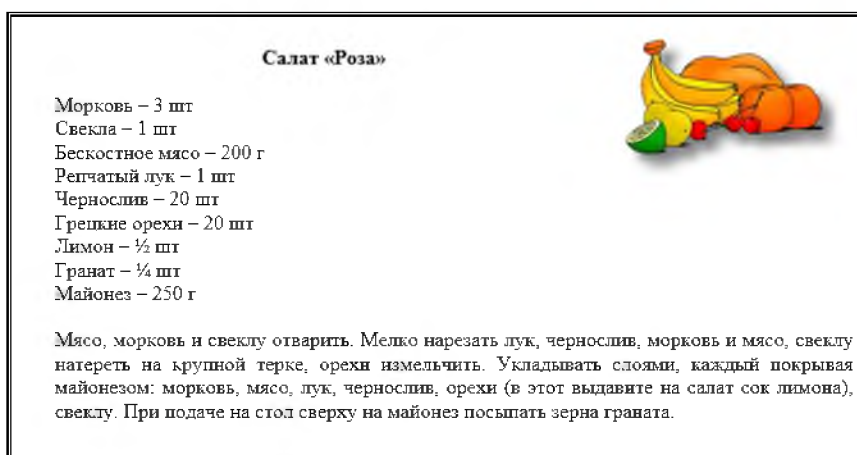 Салат «Роза»
Морковь – 3 шт
Свекла – 1 шт
Бескостное мясо – 200 г
Репчатый лук – 1 шт
Чернослив – 20 шт
Грецкие орехи – 20 шт
Лимон – ½ шт
Гранат – ¼ шт
Майонез – 250 г
Мясо, морковь и свеклу отварить. Мелко нарезать лук, чернослив, морковь и мясо, свеклу
натереть на крупной терке, орехи измельчить. Укладывать слоями, каждый покрывая
майонезом: морковь, мясо, лук, чернослив, орехи (в этот выдавите на салат сок лимона),
свеклу. При подаче на стол сверху на майонез посыпать зерна граната.